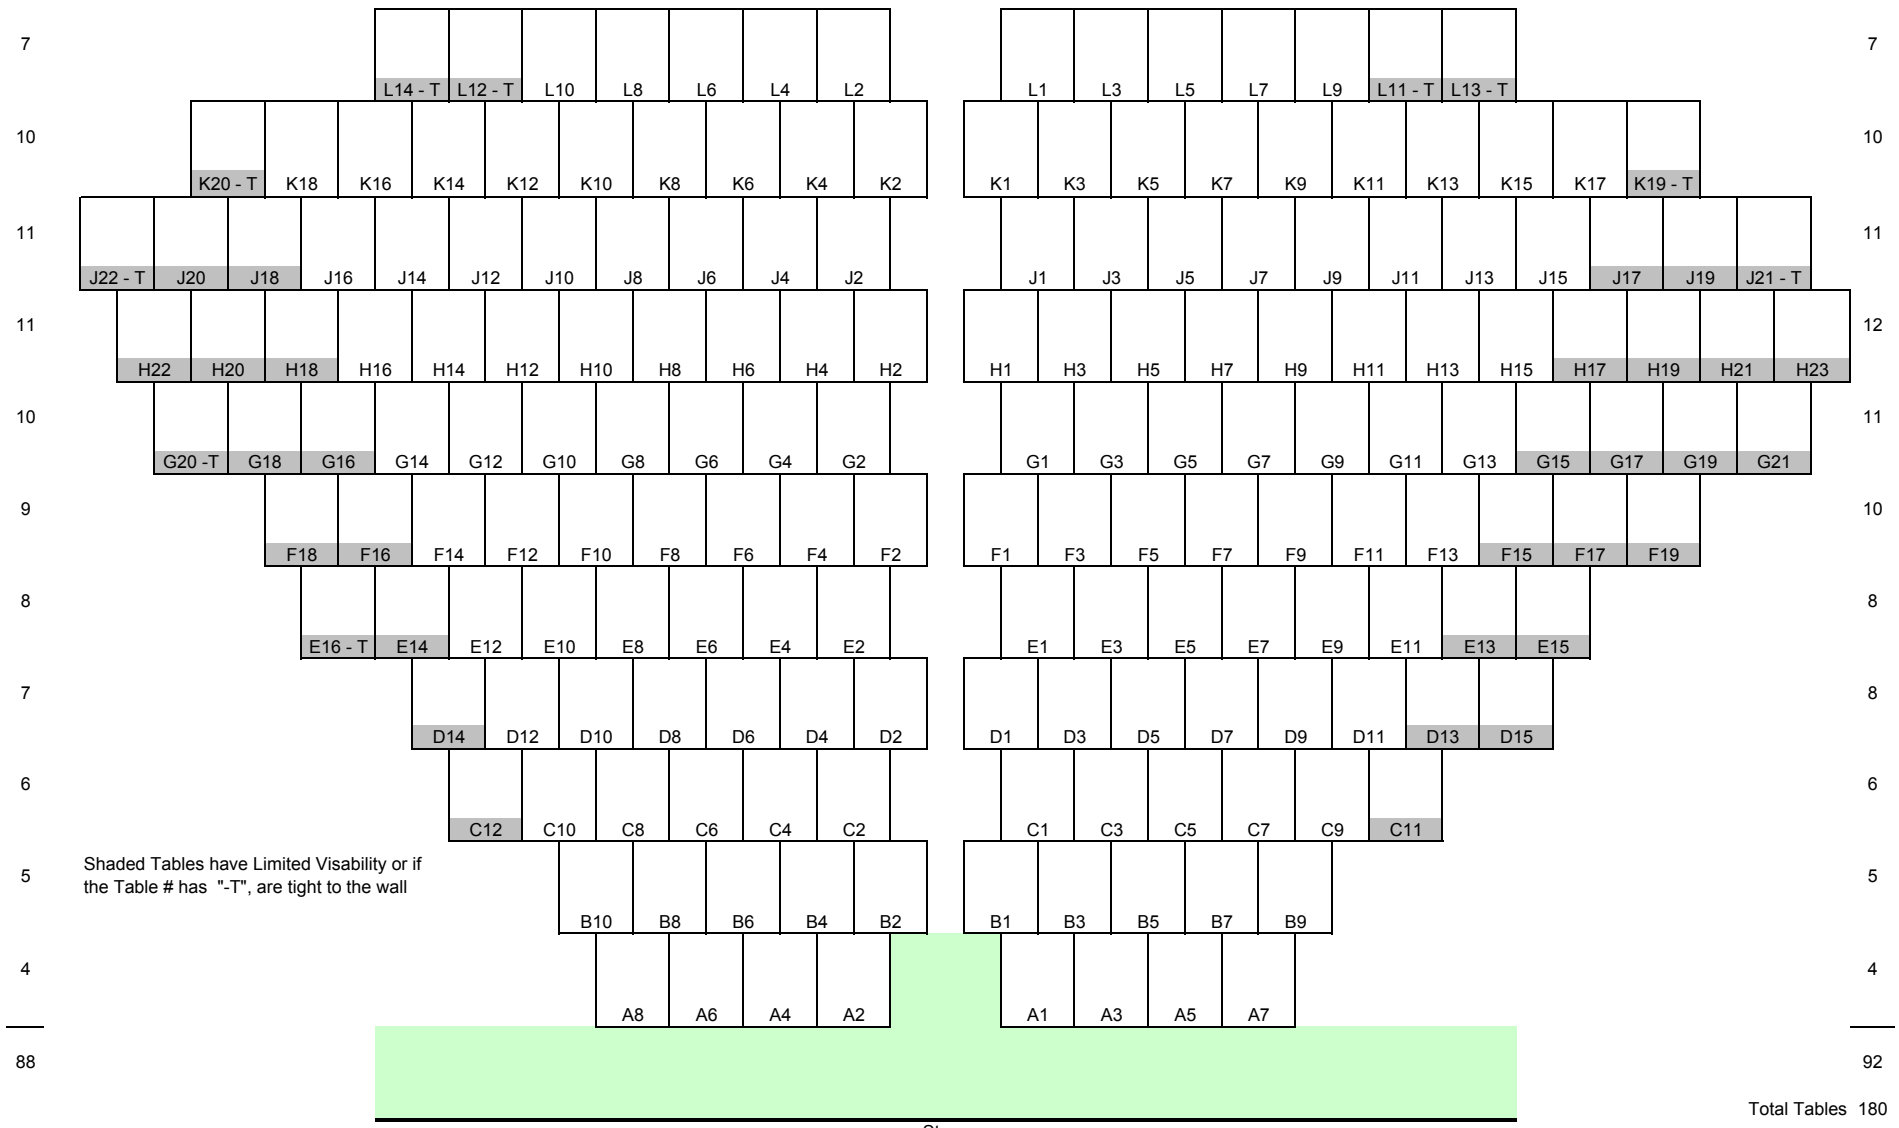 7 7
L14 - T L12 - T L10 L8 L6 L4 L2 L1 L3 L5 L7 L9 L11 - T L13 - T
10 10
K20 - T K18 K16 K14 K12 K10 K8 K6 K4 K2 K1 K3 K5 K7 K9 K11 K13 K15 K17 K19 - T
11 11
J22 - T J20 J18 J16 J14 J12 J10 J8 J6 J4 J2 J1 J3 J5 J7 J9 J11 J13 J15 J17 J19 J21 - T
11 12
H22 H20 H18 H16 H14 H12 H10 H8 H6 H4 H2 H1 H3 H5 H7 H9 H11 H13 H15 H17 H19 H21 H23
10 11
G20 -T G18 G16 G14 G12 G10 G8 G6 G4 G2 G1 G3 G5 G7 G9 G11 G13 G15 G17 G19 G21
9 10
F18 F16 F14 F12 F10 F8 F6 F4 F2 F1 F3 F5 F7 F9 F11 F13 F15 F17 F19
8 8
E16 - T E14 E12 E10 E8 E6 E4 E2 E1 E3 E5 E7 E9 E11 E13 E15
7 8
D14 D12 D10 D8 D6 D4 D2 D1 D3 D5 D7 D9 D11 D13 D15
6 6
C12 C10 C8 C6 C4 C2 C1 C3 C5 C7 C9 C11
Shaded Tables have Limited Visability or if
5 5
the Table # has "-T", are tight to the wall
B10 B8 B6 B4 B2 B1 B3 B5 B7 B9
4 4
A8 A6 A4 A2 A1 A3 A5 A7
88 92
Total Tables 180